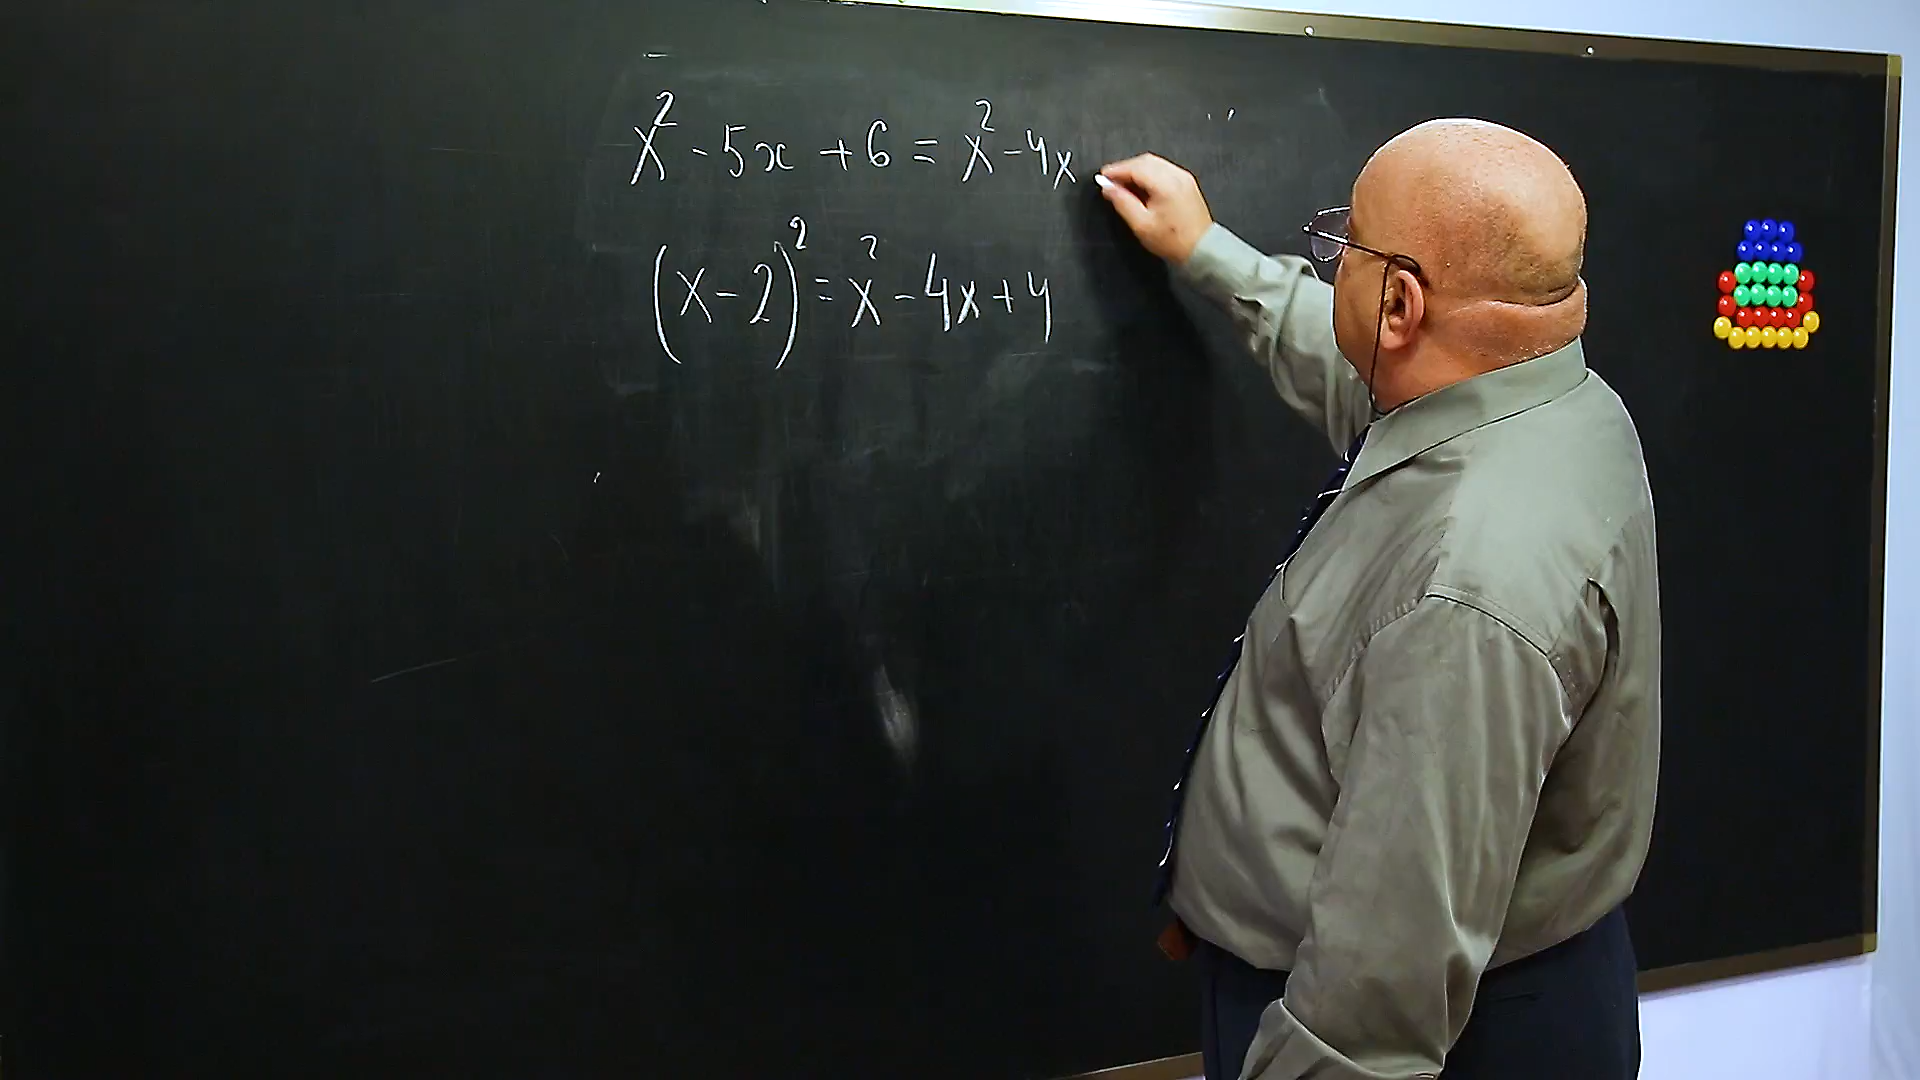 x² - 5x + 6 = x² - 4x
(x - 2)² = x² - 4x + 4